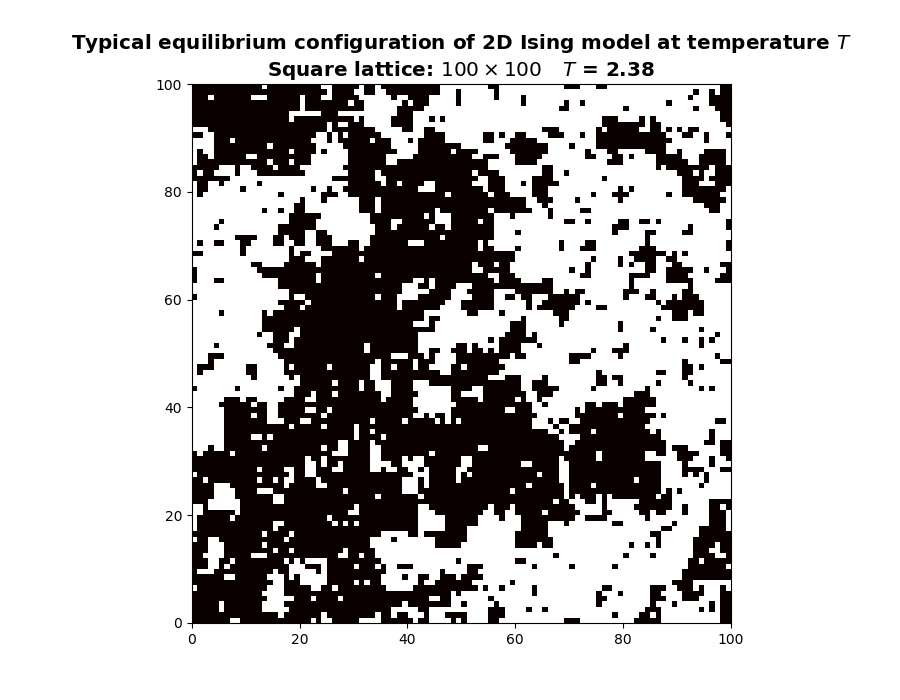 Typical equilibrium configuration of 2D Ising model at temperature T
Square lattice: 100 × 100 T = 2.38
100
80
60
40
20
0
0 20 40 60 80 100